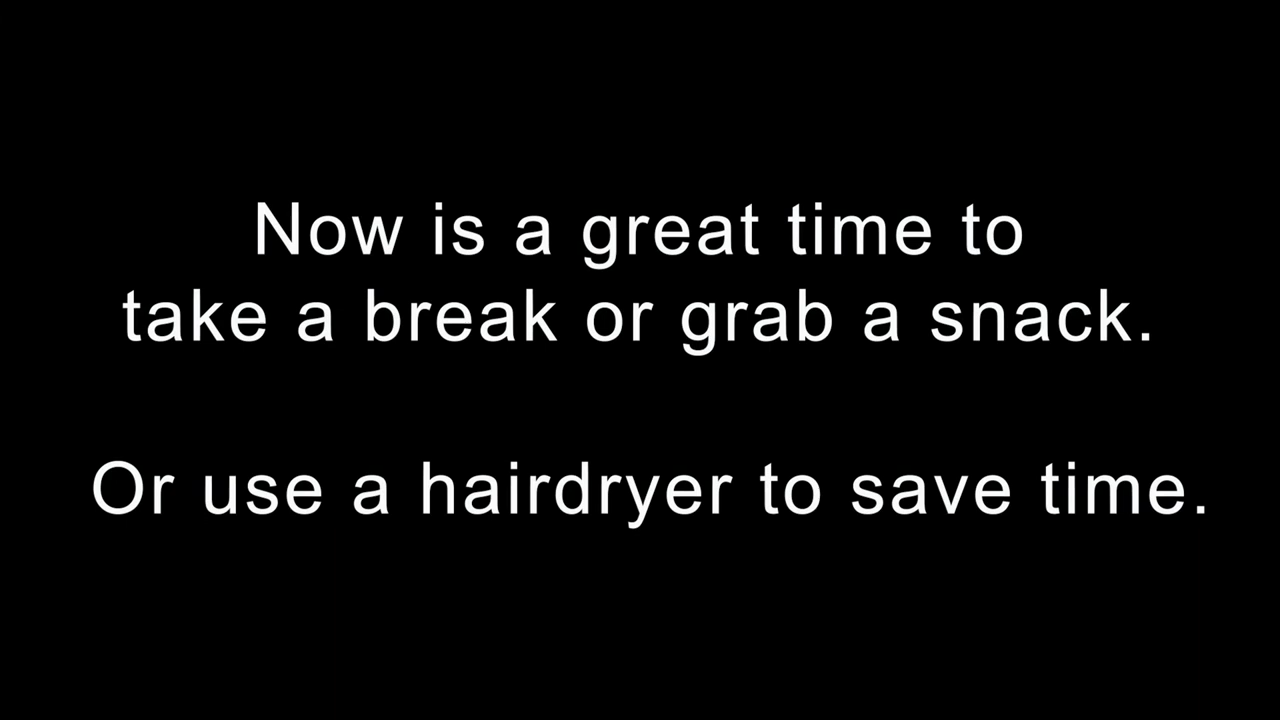 Now is a great time to
take a break or grab a snack.
Or use a hairdryer to save time.